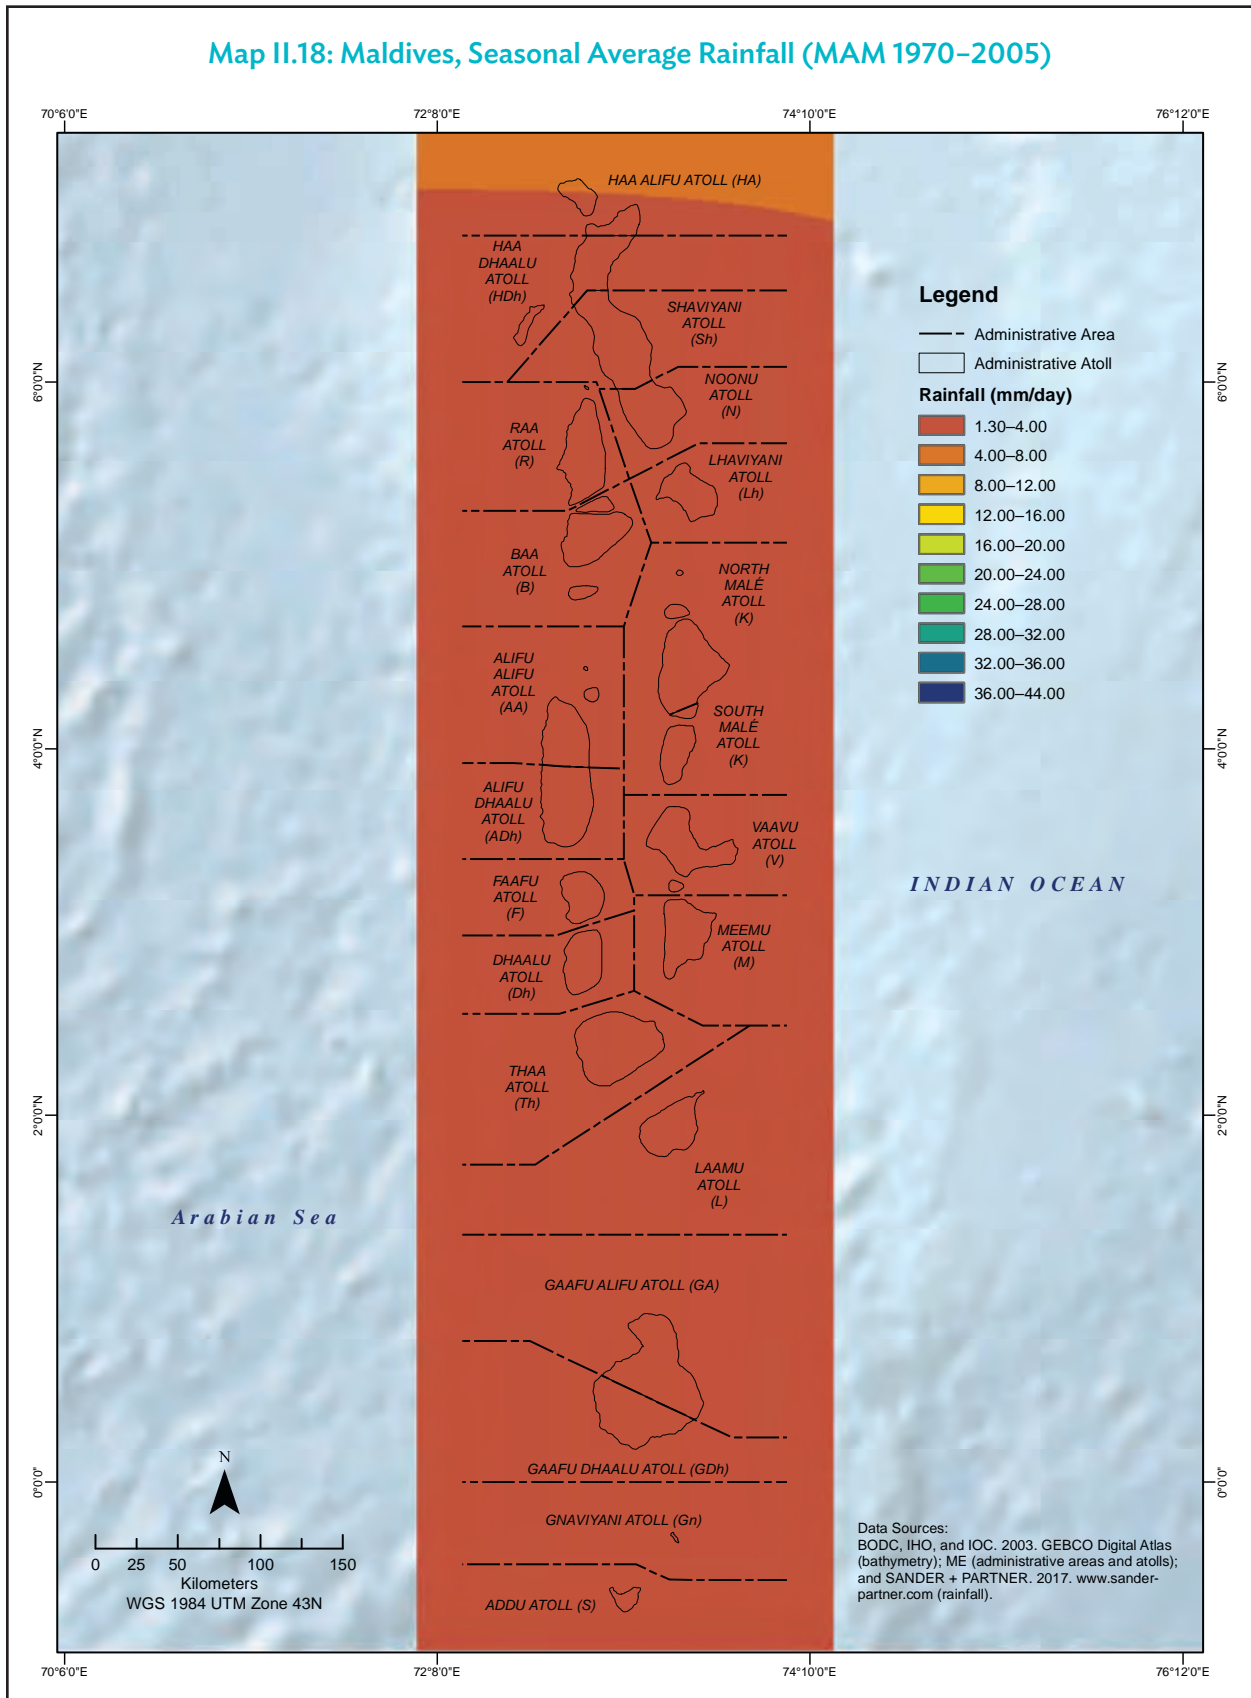 Map II.18: Maldives, Seasonal Average Rainfall (MAM 1970–2005)
70°6'0"E
72°8'0"E
74°10'0"E
76°12'0"E
HAA ALIFU ATOLL (HA)
HAA
DHAALU
ATOLL
(HDh)
SHAVIYANI
ATOLL
(Sh)
6°0'0"N
6°0'0"N
NOONU
ATOLL
(N)
RAA
ATOLL
(R)
LHAVIYANI
ATOLL
(Lh)
BAA
ATOLL
(B)
NORTH
MALÉ
ATOLL
(K)
ALIFU
ALIFU
ATOLL
(AA)
SOUTH
MALÉ
ATOLL
(K)
4°0'0"N
4°0'0"N
ALIFU
DHAALU
ATOLL
(ADh)
VAAVU
ATOLL
(V)
FAAFU
ATOLL
(F)
MEEMU
ATOLL
(M)
DHAALU
ATOLL
(Dh)
THAA
ATOLL
(Th)
2°0'0"N
2°0'0"N
LAAMU
ATOLL
(L)
GAAFU ALIFU ATOLL (GA)
GAAFU DHAALU ATOLL (GDh)
0°0'0"
0°0'0"
GNAVIYANI ATOLL (Gn)
ADDU ATOLL (S)
Legend
Administrative Area
Administrative Atoll
Rainfall (mm/day)
1.30–4.00
4.00–8.00
8.00–12.00
12.00–16.00
16.00–20.00
20.00–24.00
24.00–28.00
28.00–32.00
32.00–36.00
36.00–44.00
INDIAN OCEAN
Arabian Sea
N
0 25 50 100 150
Kilometers
WGS 1984 UTM Zone 43N
Data Sources:
BODC, IHO, and IOC. 2003. GEBCO Digital Atlas
(bathymetry); ME (administrative areas and atolls);
and SANDER + PARTNER. 2017. www.sander-
partner.com (rainfall).
70°6'0"E
72°8'0"E
74°10'0"E
76°12'0"E